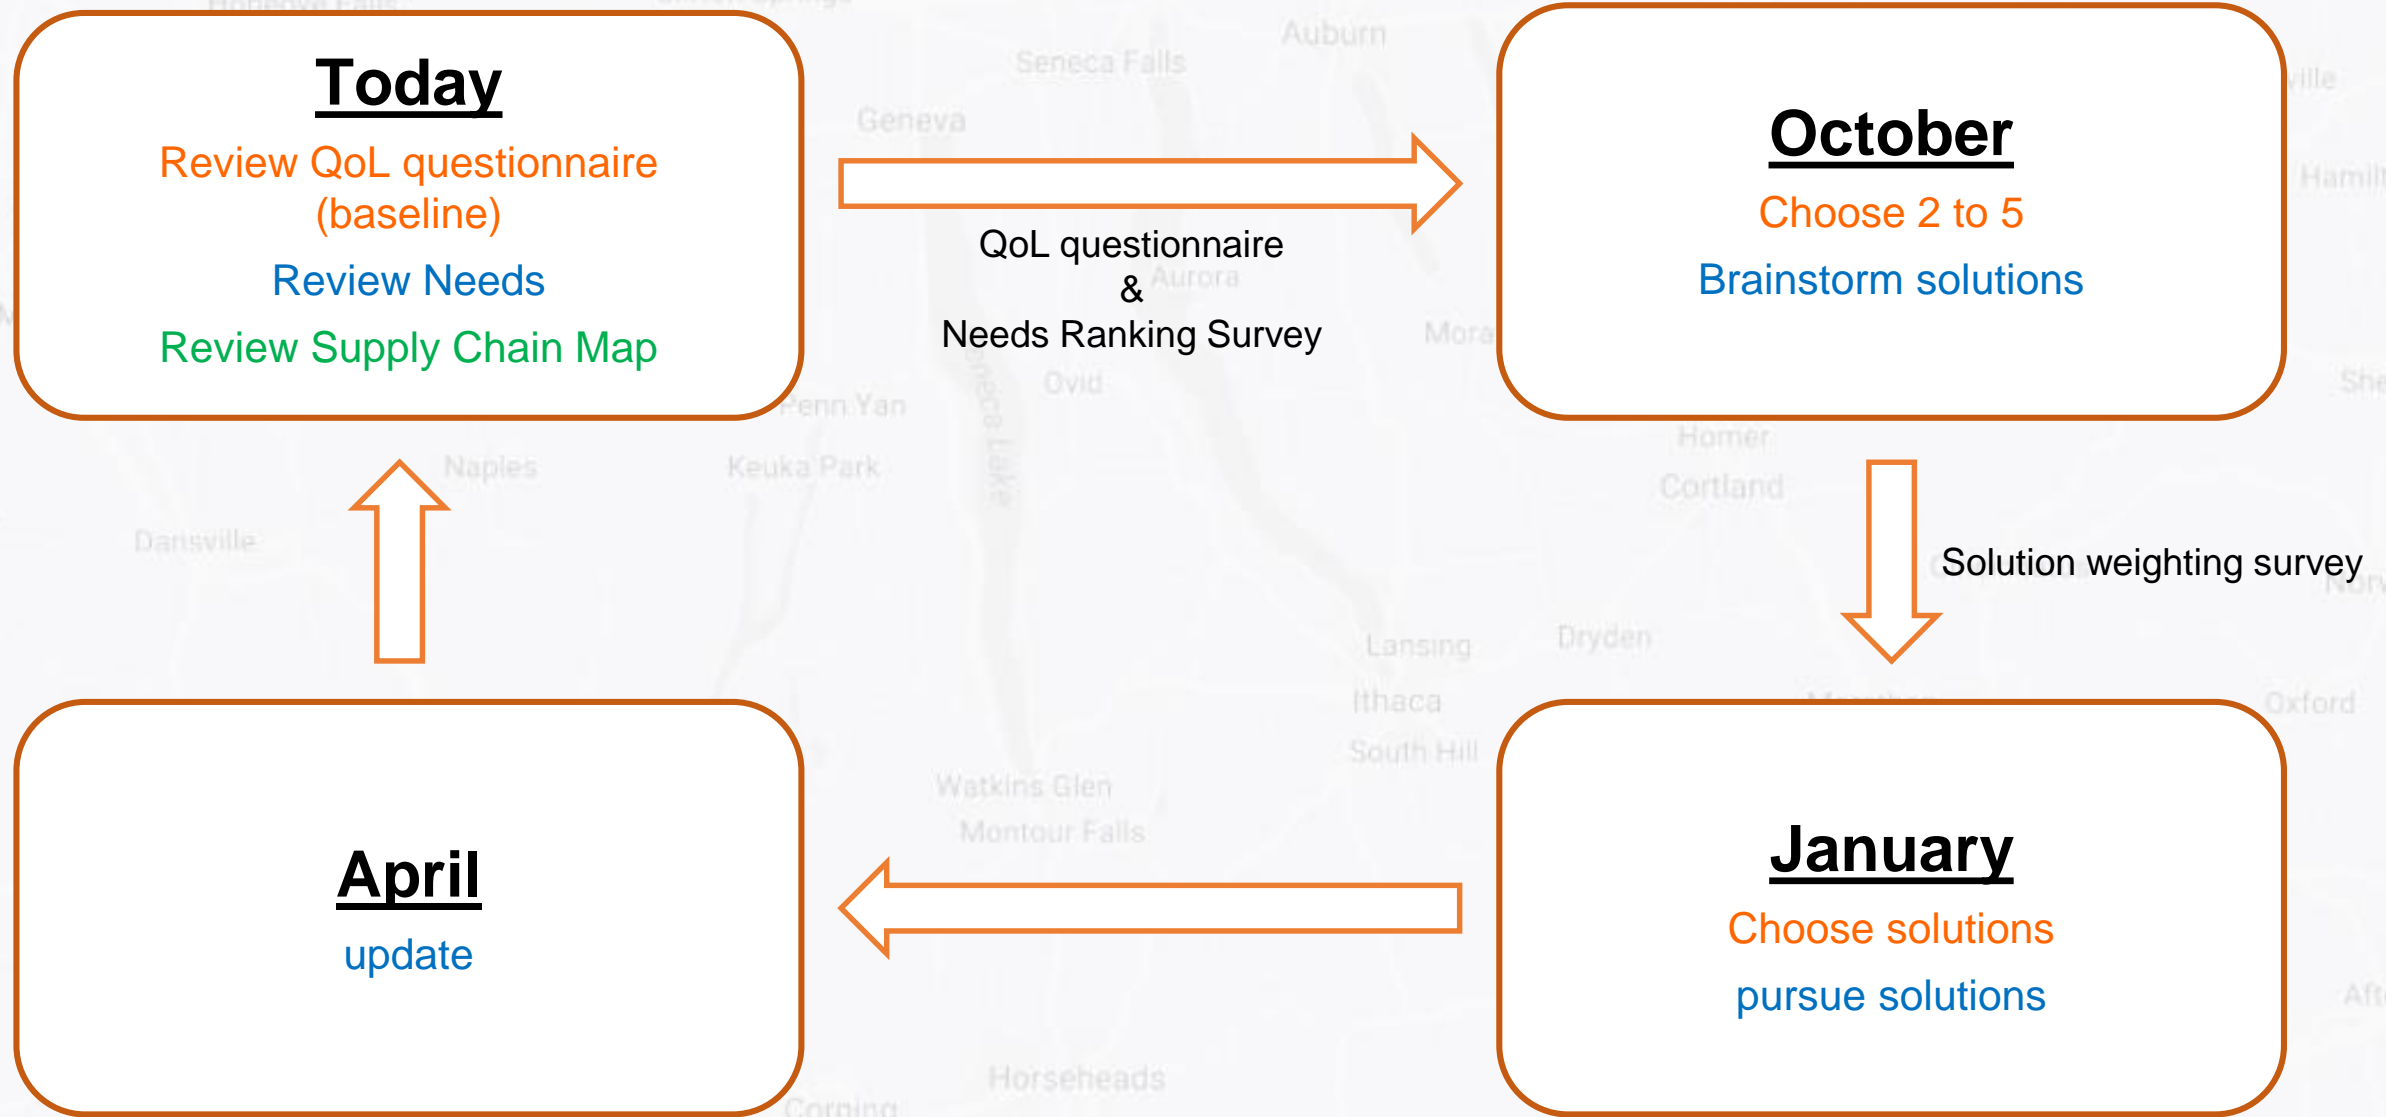 Today
Review QoL questionnaire
(baseline)
Review Needs
Review Supply Chain Map
QoL questionnaire
&
Needs Ranking Survey
October
Choose 2 to 5
Brainstorm solutions
Solution weighting survey
January
Choose solutions
pursue solutions
April
update
Auburn
Seneca Falls
Geneva
Aurora
Ovid
Penn Yan
Keuka Park
Seneca Lake
Naples
Dansville
Homer
Cortland
Lansing
Dryden
Ithaca
South Hill
Oxford
Watkins Glen
Montour Falls
Horseheads
Corning